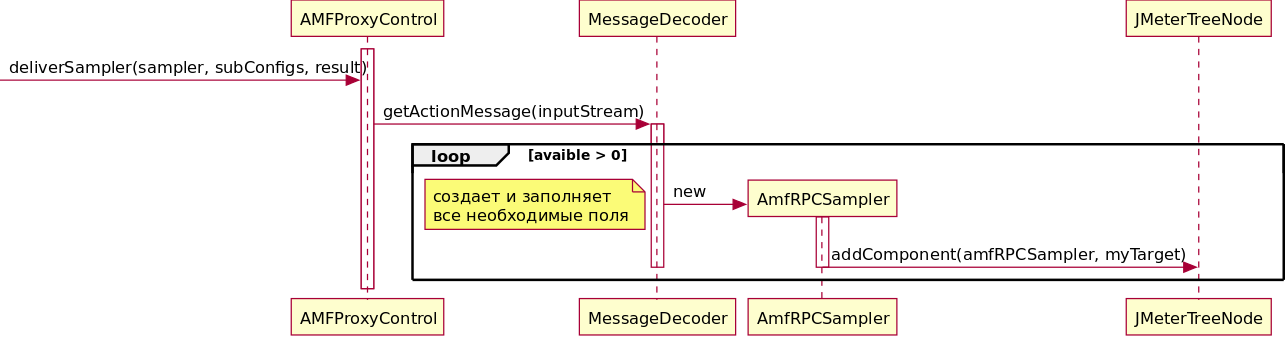 AMFProxyControl
MessageDecoder
JMeterTreeNode
deliverSampler(sampler, subConfigs, result)
getActionMessage(inputStream)
loop
[avaible > 0]
создает и заполняет
все необходимые поля
new
AmfRPCSampler
addComponent(amfRPCSampler, myTarget)
AMFProxyControl
MessageDecoder
AmfRPCSampler
JMeterTreeNode